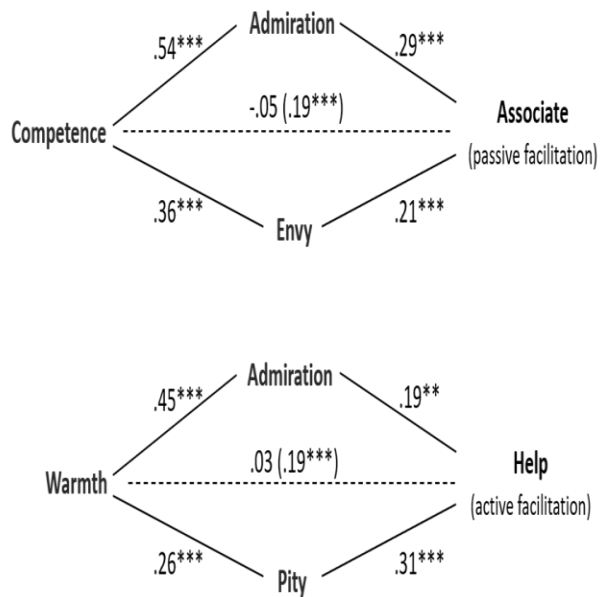 Admiration
.54***
.29***
-.05 (.19***)
Competence
Associate
(passive facilitation)
.36***
.21***
Envy
Admiration
.45***
.19**
.03 (.19***)
Warmth
Help
(active facilitation)
.26***
.31***
Pity